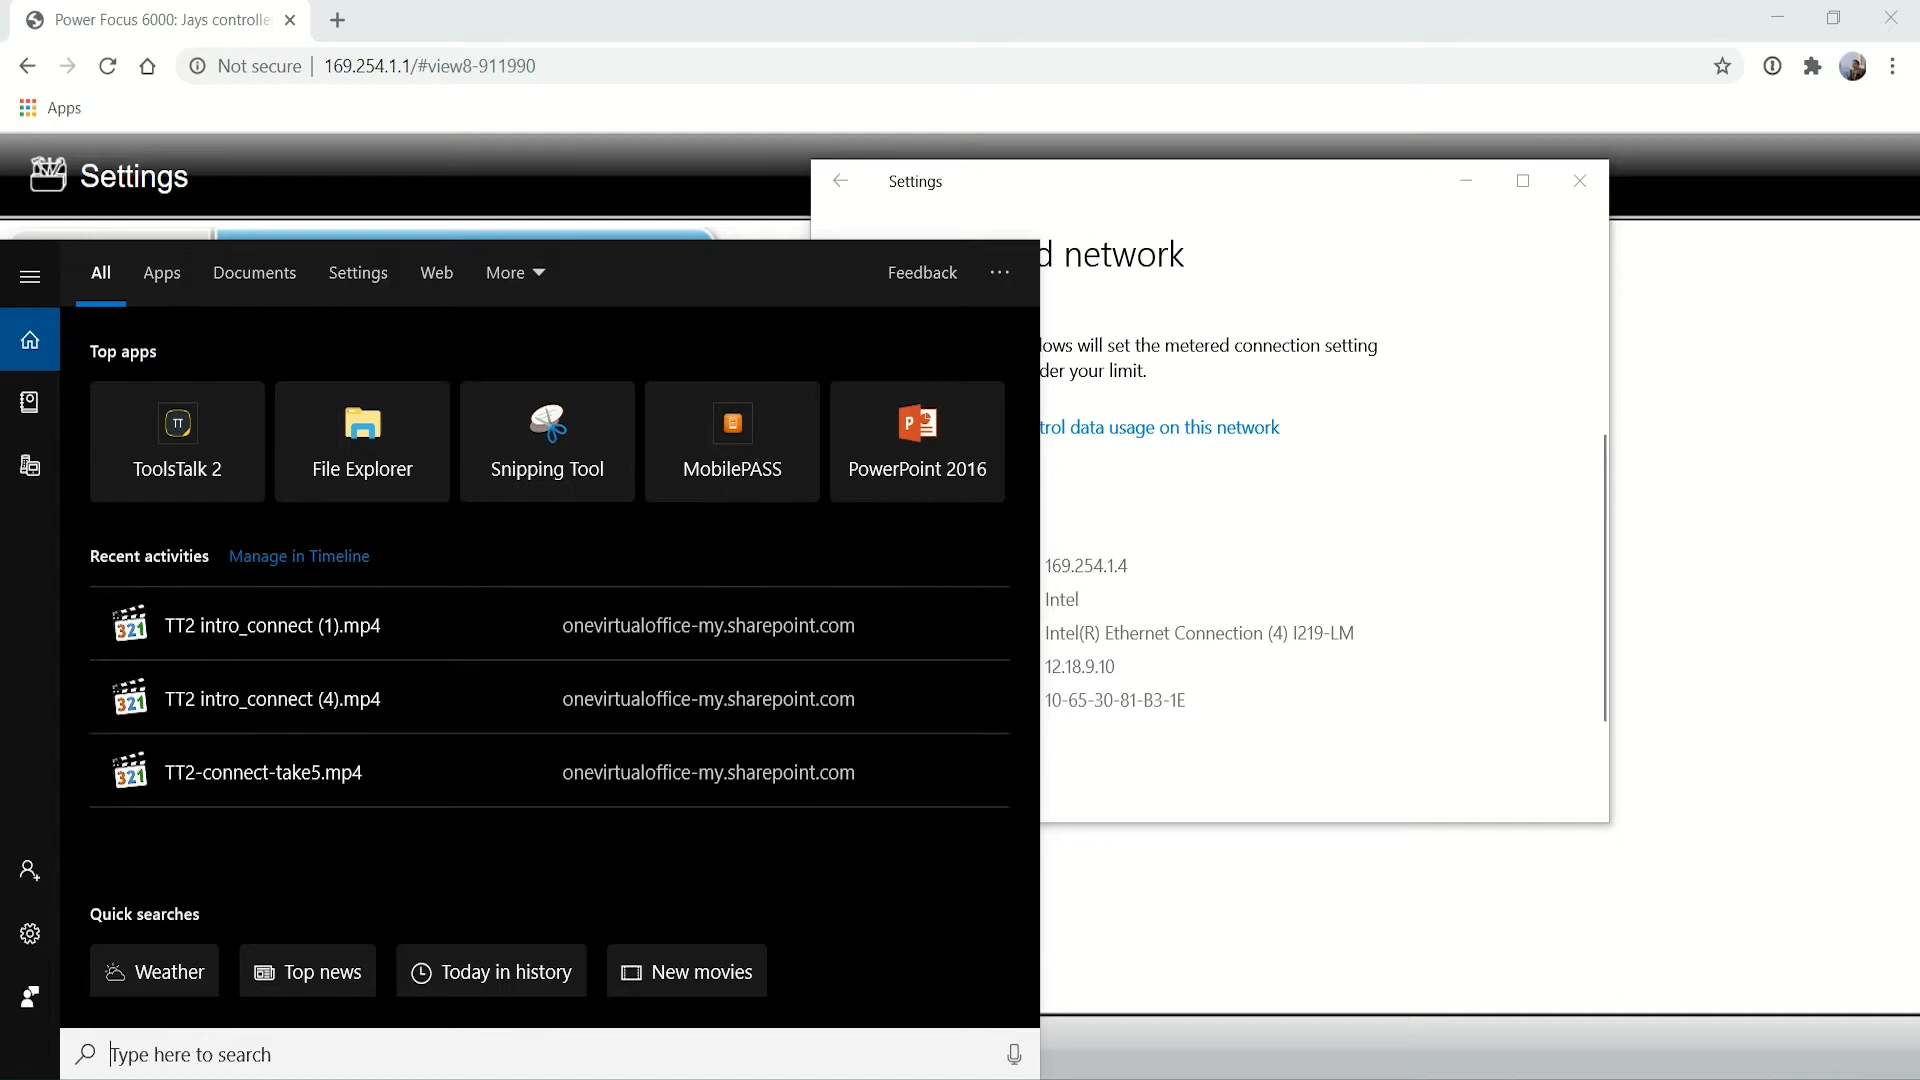 Power Focus 6000: Jays controlle
Not secure | 169.254.1.1/#view8-911990
Apps
Settings
Settings
d network
lows will set the metered connection setting
der your limit.
trol data usage on this network
169.254.1.4
Intel
Intel(R) Ethernet Connection (4) I219-LM
12.18.9.10
10-65-30-81-B3-1E
All Apps Documents Settings Web More Feedback
Top apps
TT
ToolsTalk 2 File Explorer Snipping Tool MobilePASS PowerPoint 2016
Recent activities Manage in Timeline
321 TT2 intro_connect (1).mp4 onevirtualoffice-my.sharepoint.com
321 TT2 intro_connect (4).mp4 onevirtualoffice-my.sharepoint.com
321 TT2-connect-take5.mp4 onevirtualoffice-my.sharepoint.com
Quick searches
Weather Top news Today in history New movies
Type here to search